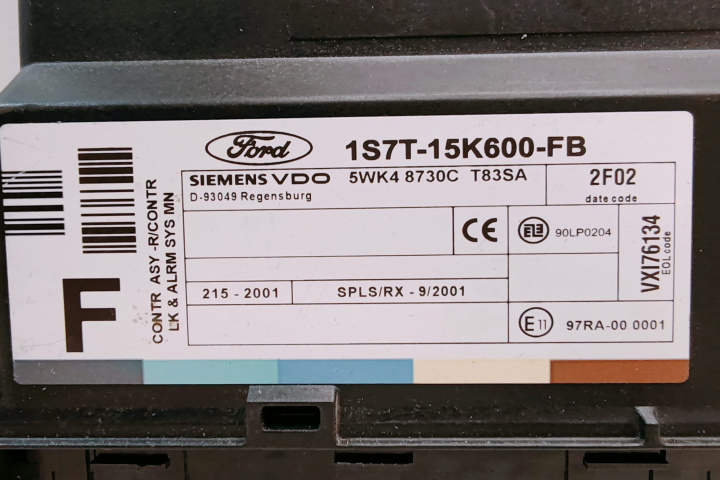 Ford
1S7T-15K600-FB
SIEMENS VDO 5WK4 8730C T83SA
D-93049 Regensburg
2F02
date code
CE
ELE 90LP0204
VXI76134
EOL code
215 - 2001
SPLS/RX - 9/2001
E11 97RA-00 0001
F
CONTR ASY -R/CONTR
LK & ALRM SYS MN